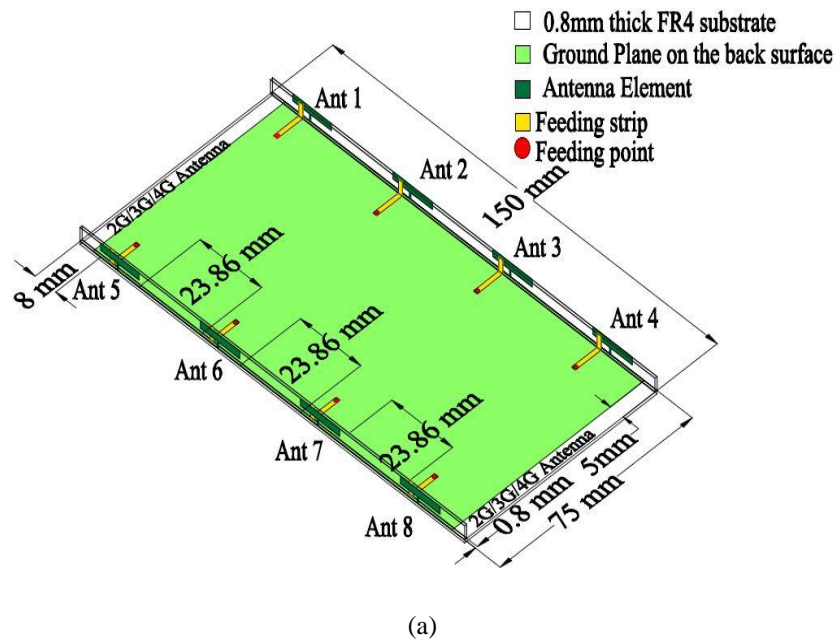 0.8mm thick FR4 substrate
Ground Plane on the back surface
Antenna Element
Feeding strip
Feeding point
Ant 1
Ant 2
Ant 3
Ant 4
150 mm
2G/3G/4G Antenna
8 mm
Ant 5
23.86 mm
Ant 6
23.86 mm
Ant 7
23.86 mm
Ant 8
2G/3G/4G Antenna
0.8 mm
5mm
75 mm
(a)